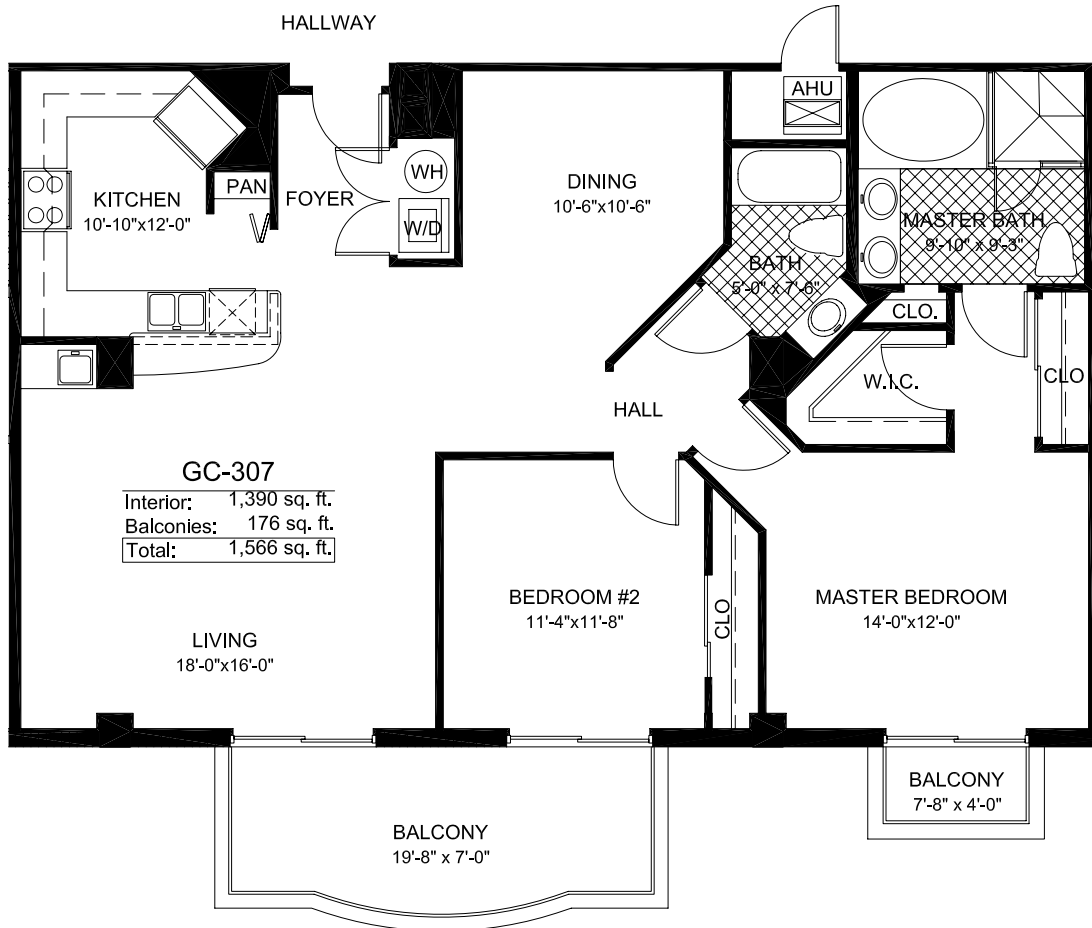 HALLWAY
AHU
KITCHEN
10'-10"x12'-0"
PAN
FOYER
WH
W/D
DINING
10'-6"x10'-6"
BATH
5'-0" x 7'-6"
MASTER BATH
9'-10" x 9'-3"
CLO.
W.I.C.
CLO
HALL
GC-307
Interior: 1,390 sq. ft.
Balconies: 176 sq. ft.
Total: 1,566 sq. ft.
LIVING
18'-0"x16'-0"
BEDROOM #2
11'-4"x11'-8"
CLO
MASTER BEDROOM
14'-0"x12'-0"
BALCONY
19'-8" x 7'-0"
BALCONY
7'-8" x 4'-0"